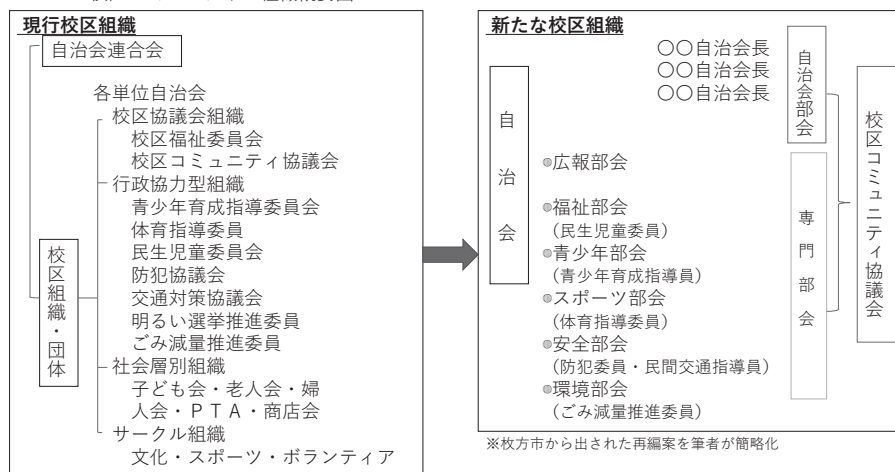 現行校区組織
自治会連合会
各単位自治会
校区協議会組織
校区福祉委員会
校区コミュニティ協議会
行政協力型組織
青少年育成指導委員会
体育指導委員
民生児童委員会
防犯協議会
交通対策協議会
明るい選挙推進委員
ごみ減量推進委員
社会層別組織
子ども会・老人会・婦
人会・ＰＴＡ・商店会
サークル組織
文化・スポーツ・ボランティア
校区組織・団体
新たな校区組織
自治会
〇〇自治会長
〇〇自治会長
〇〇自治会長
自治会部会
◎広報部会
◎福祉部会
（民生児童委員）
◎青少年部会
（青少年育成指導員）
◎スポーツ部会
（体育指導委員）
◎安全部会
（防犯委員・民間交通指導員）
◎環境部会
（ごみ減量推進委員）
専門部会
校区コミュニティ協議会
※枚方市から出された再編案を筆者が簡略化